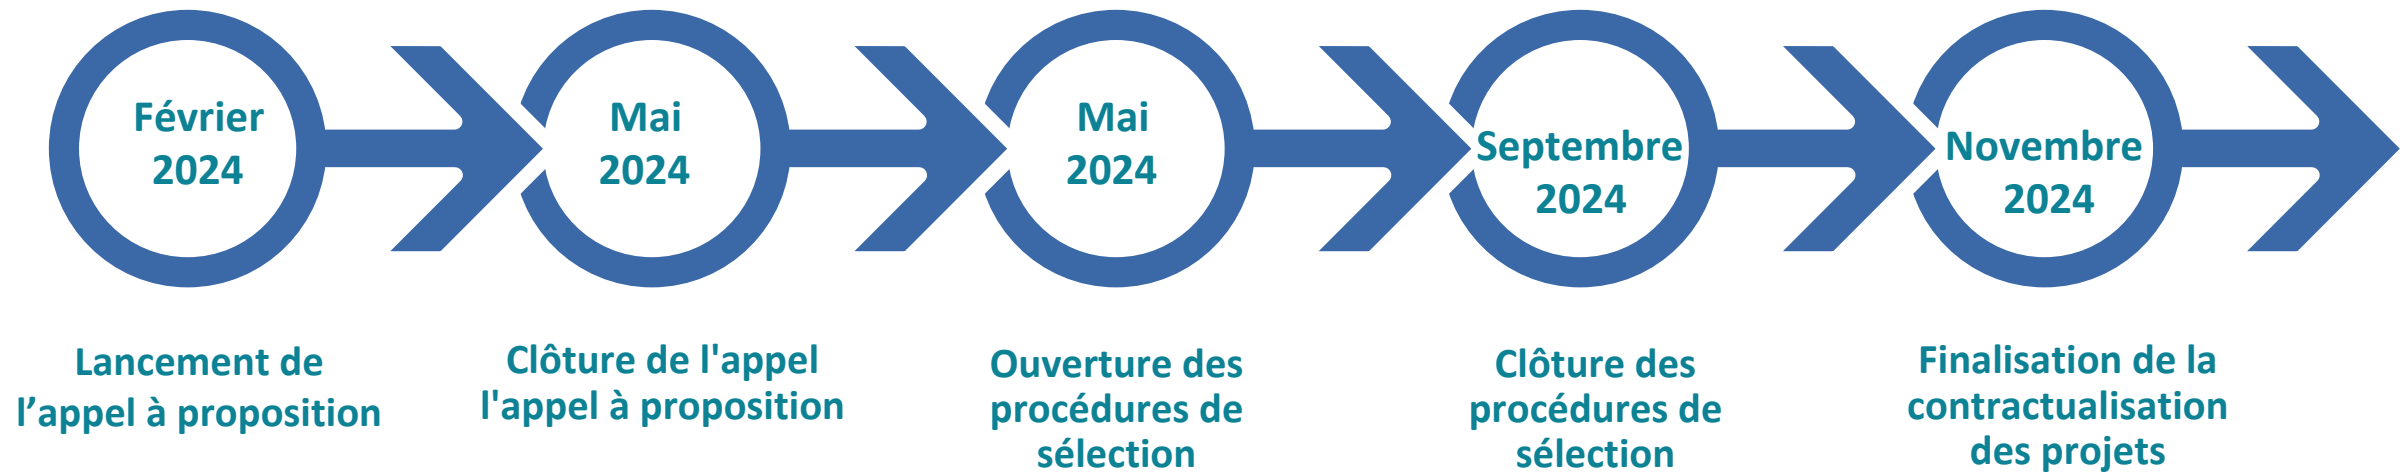 Février
2024
Mai
2024
Mai
2024
Septembre
2024
Novembre
2024
Lancement de
l’appel à proposition
Clôture de l'appel
l'appel à proposition
Ouverture des
procédures de
sélection
Clôture des
procédures de
sélection
Finalisation de la
contractualisation
des projets